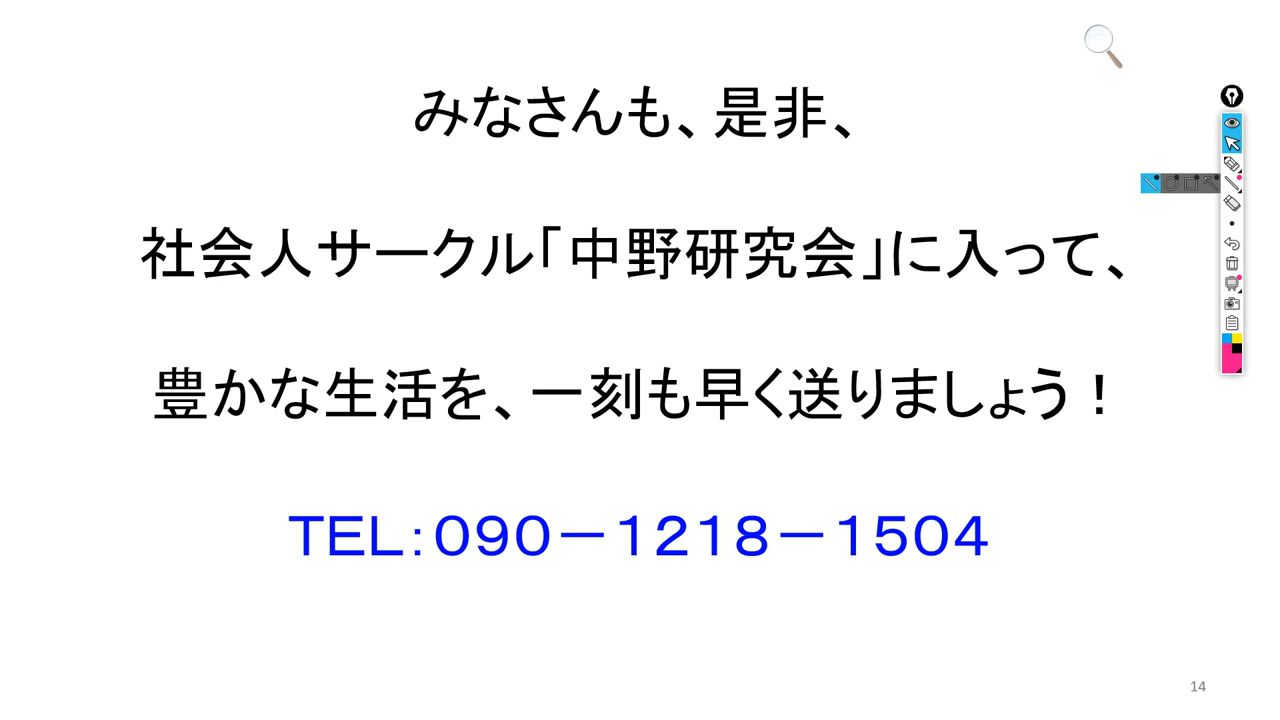 みなさんも、是非、
社会人サークル「中野研究会」に入って、
豊かな生活を、一刻も早く送りましょう！
ＴＥＬ：０９０－１２１８－１５０４
14